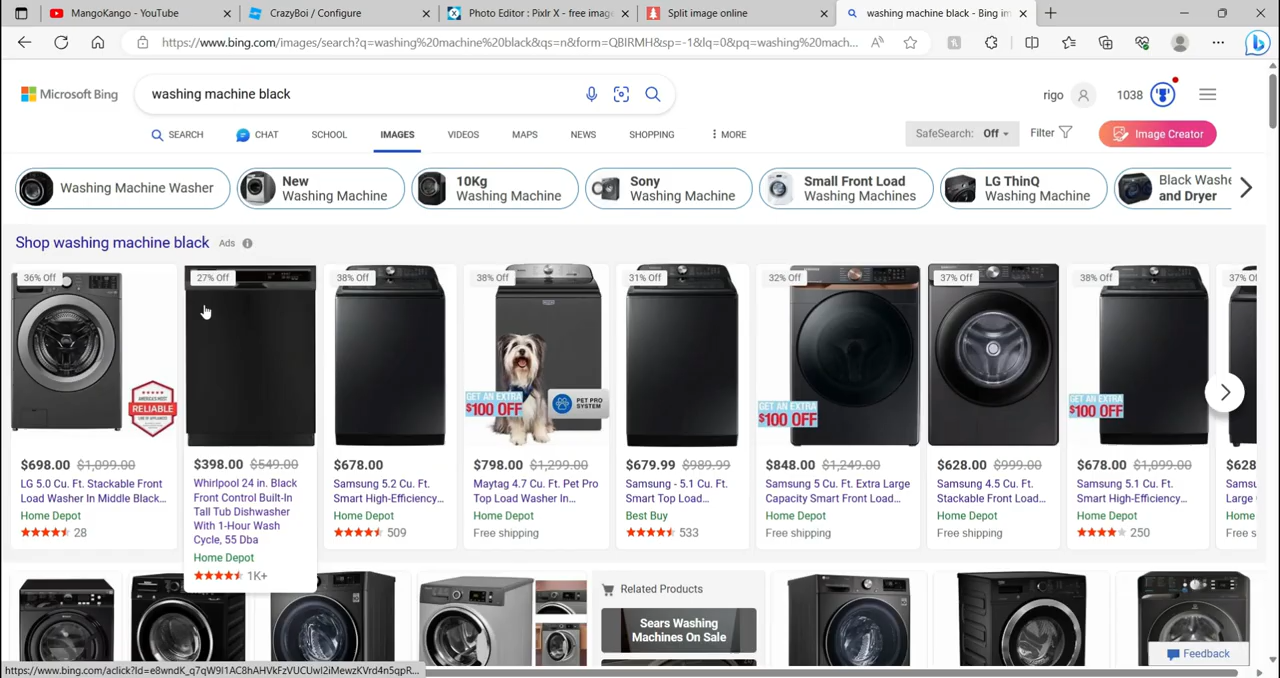 MangoKango - YouTube
CrazyBoi / Configure
Photo Editor : Pixlr X - free imag
Split image online
washing machine black - Bing im
https://www.bing.com/images/search?q=washing%20machine%20black&qs=n&form=QBIRMH&sp=-1&lq=0&pq=washing%20mach...
Microsoft Bing
washing machine black
rigo
1038
SEARCH
CHAT
SCHOOL
IMAGES
VIDEOS
MAPS
NEWS
SHOPPING
MORE
SafeSearch: Off
Filter
Image Creator
Washing Machine Washer
New
Washing Machine
10Kg
Washing Machine
Sony
Washing Machine
Small Front Load
Washing Machines
LG ThinQ
Washing Machine
Black Washe
and Dryer
Shop washing machine black Ads
36% Off
RELIABLE
$698.00 $1,099.00
LG 5.0 Cu. Ft. Stackable Front
Load Washer In Middle Black...
Home Depot
28
27% Off
$398.00 $549.00
Whirlpool 24 in. Black
Front Control Built-In
Tall Tub Dishwasher
With 1-Hour Wash
Cycle, 55 Dba
Home Depot
1K+
38% Off
$678.00
Samsung 5.2 Cu. Ft.
Smart High-Efficiency...
Home Depot
509
38% Off
GET AN EXTRA
$100 OFF
PET PRO
SYSTEM
$798.00 $1,299.00
Maytag 4.7 Cu. Ft. Pet Pro
Top Load Washer In...
Home Depot
Free shipping
31% Off
$679.99 $989.99
Samsung - 5.1 Cu. Ft.
Smart Top Load...
Best Buy
533
32% Off
GET AN EXTRA
$100 OFF
$848.00 $1,249.00
Samsung 5 Cu. Ft. Extra Large
Capacity Smart Front Load...
Home Depot
Free shipping
37% Off
$628.00 $999.00
Samsung 4.5 Cu. Ft.
Stackable Front Load...
Home Depot
Free shipping
38% Off
GET AN EXTRA
$100 OFF
$678.00 $1,099.00
Samsung 5.1 Cu. Ft.
Smart High-Efficiency...
Home Depot
250
37% O
$628
Samsu
Large
Home
Free s
Related Products
Sears Washing
Machines On Sale
Feedback